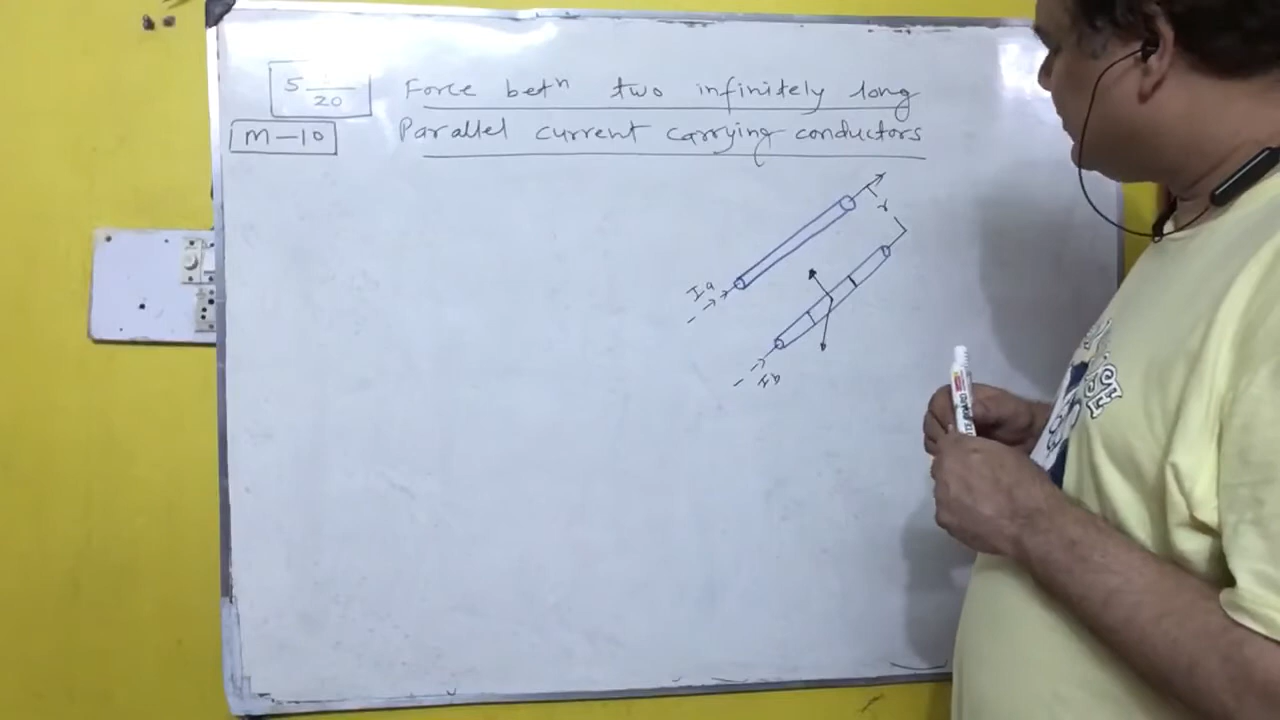 5 —
20
Force betⁿ two infinitely long
M-10
Parallel current carrying conductors
r
Ia
Ib